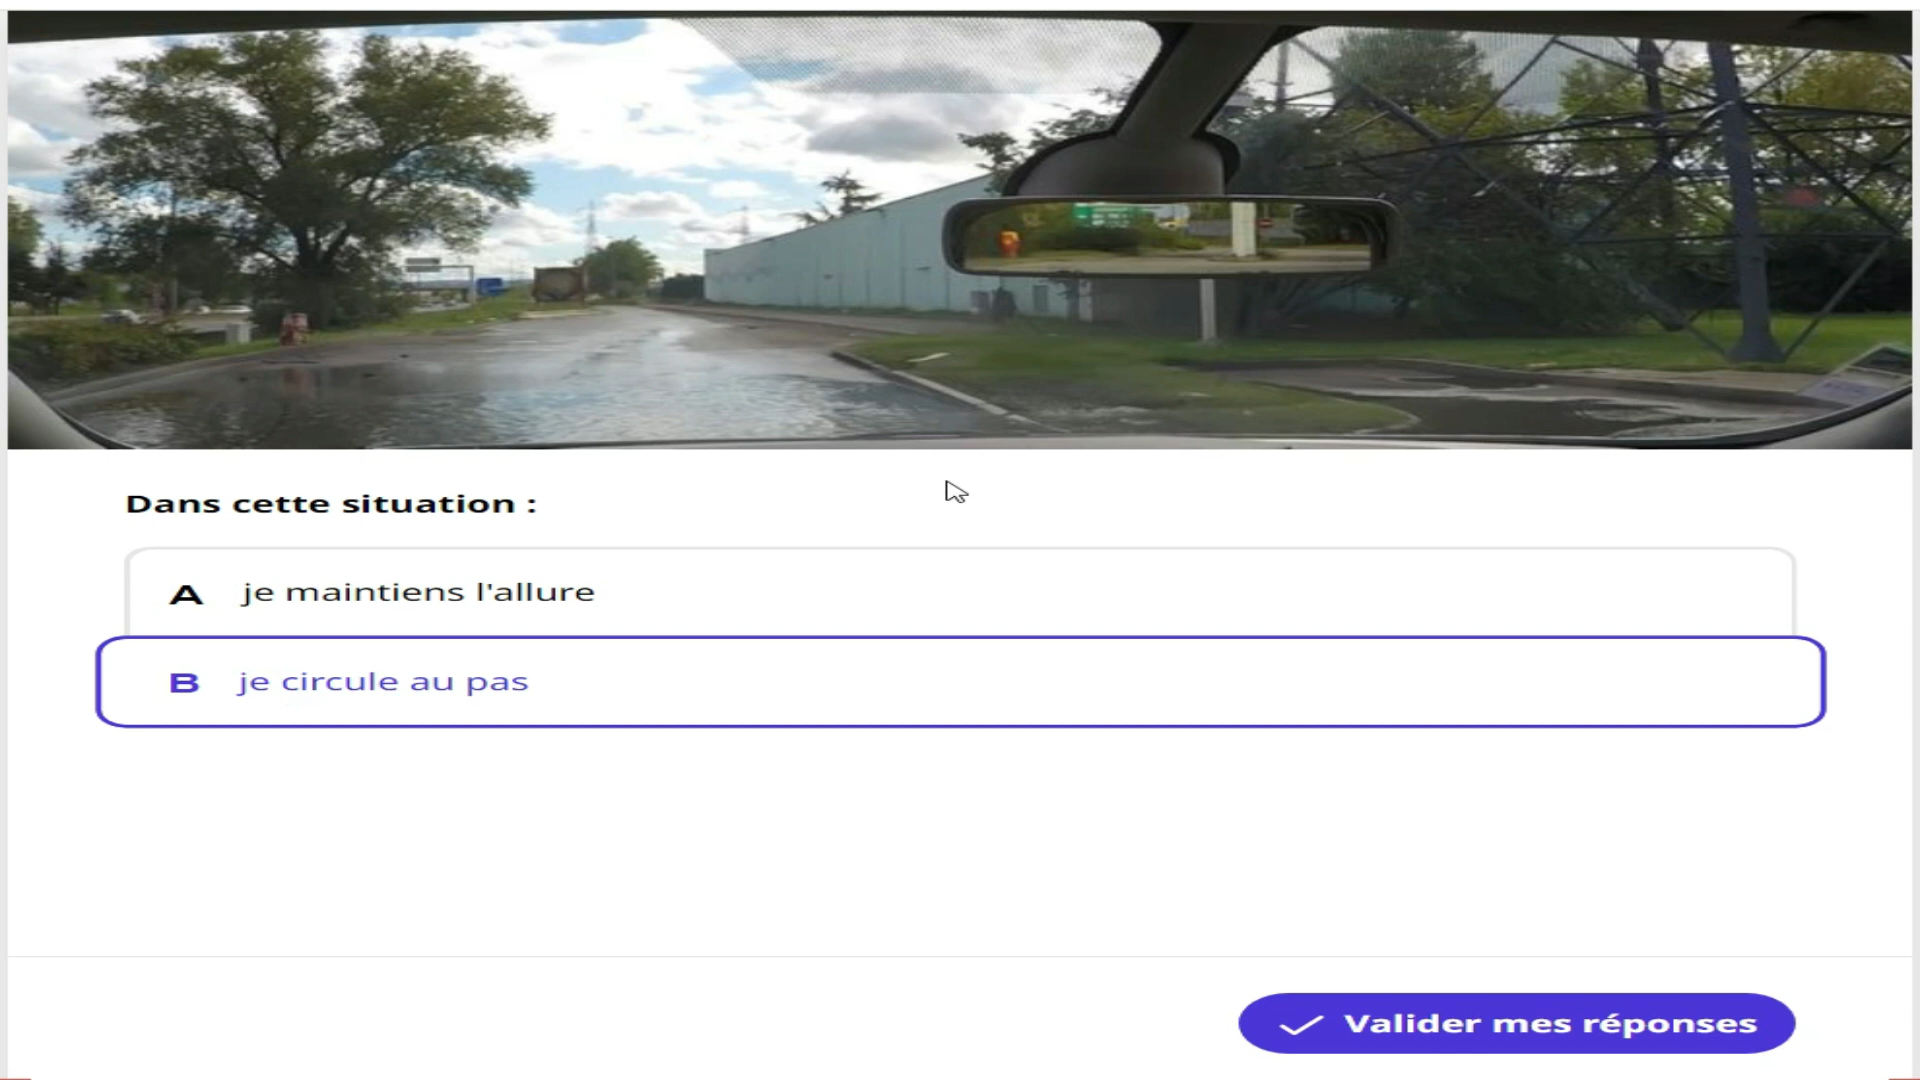 Dans cette situation :
A je maintiens l'allure
B je circule au pas
Valider mes réponses